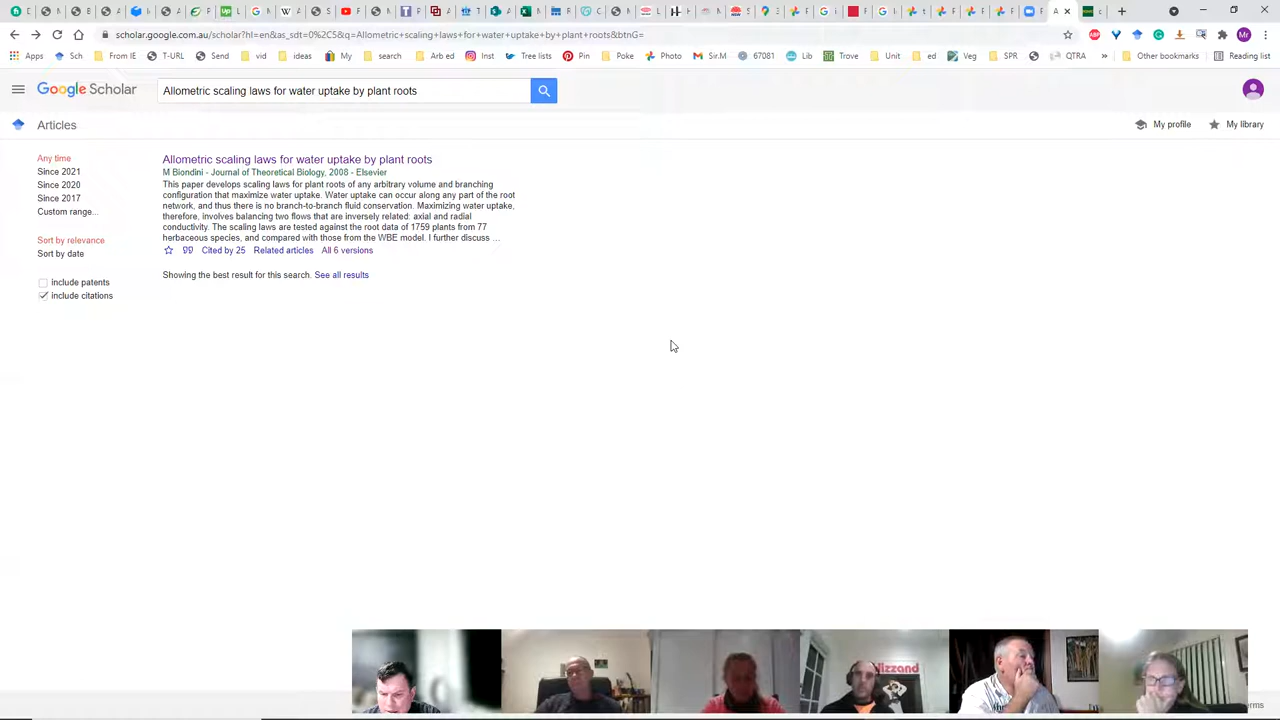 scholar.google.com.au/scholar?hl=en&as_sdt=0%2C5&q=Allometric+scaling+laws+for+water+uptake+by+plant+roots&btnG=
Apps Sch From IE T-URL Send vid ideas My search Arb ed Inst Tree lists Pin Poke Photo Sir.M 67081 Lib Trove Unit ed Veg SPR QTRA » Other bookmarks Reading list
Google Scholar
Allometric scaling laws for water uptake by plant roots
Articles
My profile
My library
Any time
Since 2021
Since 2020
Since 2017
Custom range...
Sort by relevance
Sort by date
include patents
include citations
Allometric scaling laws for water uptake by plant roots
M Biondini - Journal of Theoretical Biology, 2008 - Elsevier
This paper develops scaling laws for plant roots of any arbitrary volume and branching
configuration that maximize water uptake. Water uptake can occur along any part of the root
network, and thus there is no branch-to-branch fluid conservation. Maximizing water uptake,
therefore, involves balancing two flows that are inversely related: axial and radial
conductivity. The scaling laws are tested against the root data of 1759 plants from 77
herbaceous species, and compared with those from the WBE model. I further discuss ...
Cited by 25 Related articles All 6 versions
Showing the best result for this search. See all results